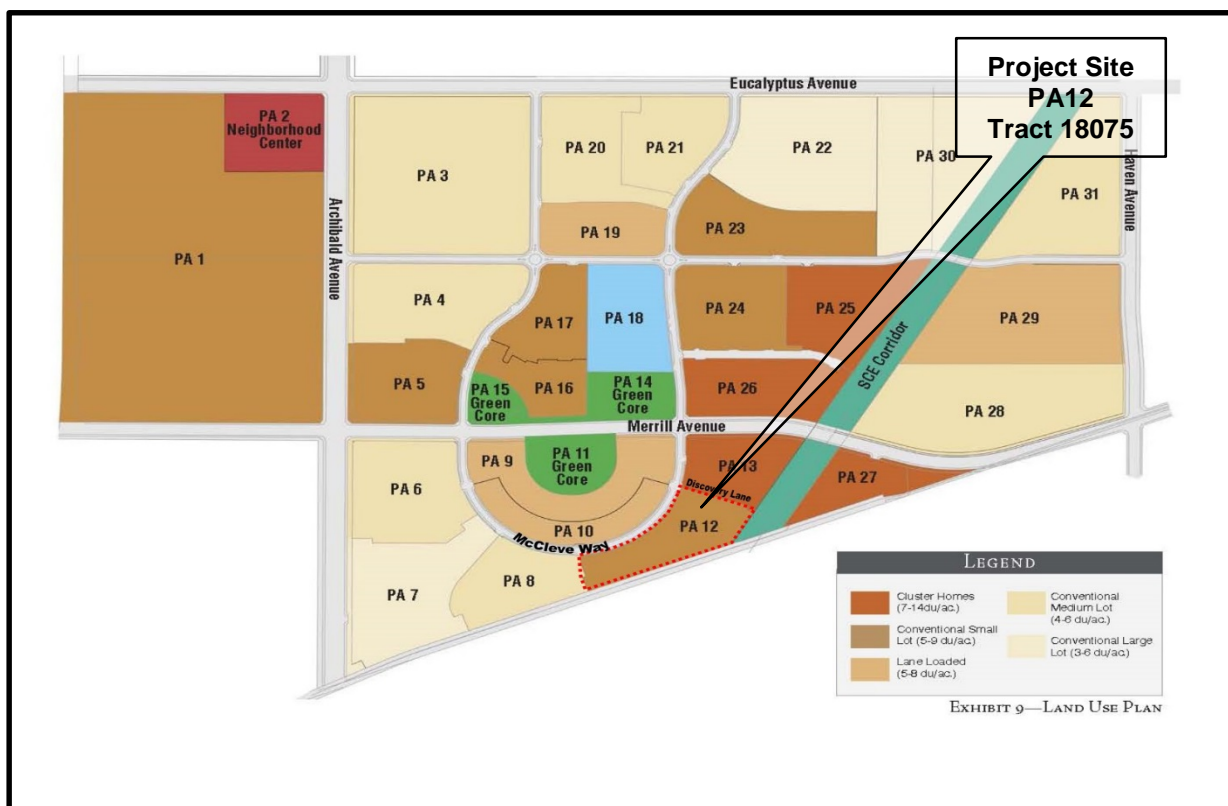 Project Site
PA12
Tract 18075
Eucalyptus Avenue
PA 2
Neighborhood
Center
PA 3
PA 20
PA 21
PA 22
PA 30
PA 31
Haven Avenue
Archibald Avenue
PA 1
PA 19
PA 23
PA 4
PA 17
PA 18
PA 24
PA 25
PA 29
SCE Corridor
PA 5
PA 15
Green
Core
PA 16
PA 14
Green
Core
PA 26
PA 28
Merrill Avenue
PA 9
PA 11
Green
Core
PA 13
PA 27
PA 6
Discovery Lane
PA 10
PA 12
McCleve Way
PA 7
PA 8
LEGEND
Cluster Homes
(7-14du/ac.)
Conventional Small
Lot (5-9 du/ac.)
Lane Loaded
(5-8 du/ac.)
Conventional
Medium Lot
(4-6 du/ac.)
Conventional Large
Lot (3-6 du/ac.)
EXHIBIT 9—LAND USE PLAN